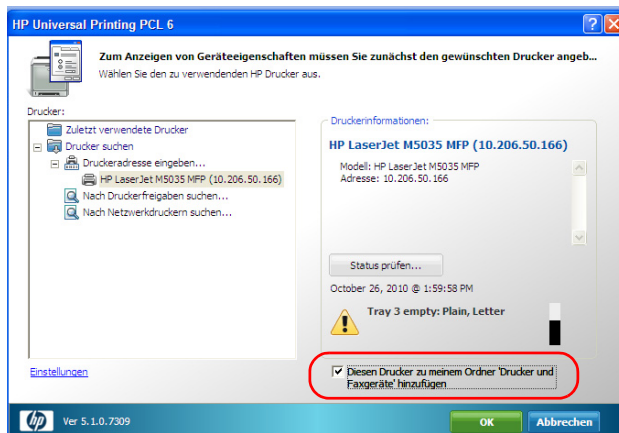 HP Universal Printing PCL 6
Zum Anzeigen von Geräteeigenschaften müssen Sie zunächst den gewünschten Drucker angeb...
Wählen Sie den zu verwendenden HP Drucker aus.
Drucker:
Zuletzt verwendete Drucker
Drucker suchen
Druckeradresse eingeben...
HP LaserJet M5035 MFP (10.206.50.166)
Nach Druckerfreigaben suchen...
Nach Netzwerkdruckern suchen...
Druckerinformationen:
HP LaserJet M5035 MFP (10.206.50.166)
Modell: HP LaserJet M5035 MFP
Adresse: 10.206.50.166
Status prüfen...
October 26, 2010 @ 1:59:58 PM
Tray 3 empty: Plain, Letter
Einstellungen
Diesen Drucker zu meinem Ordner 'Drucker und
Faxgeräte' hinzufügen
hp Ver 5.1.0.7309
OK Abbrechen